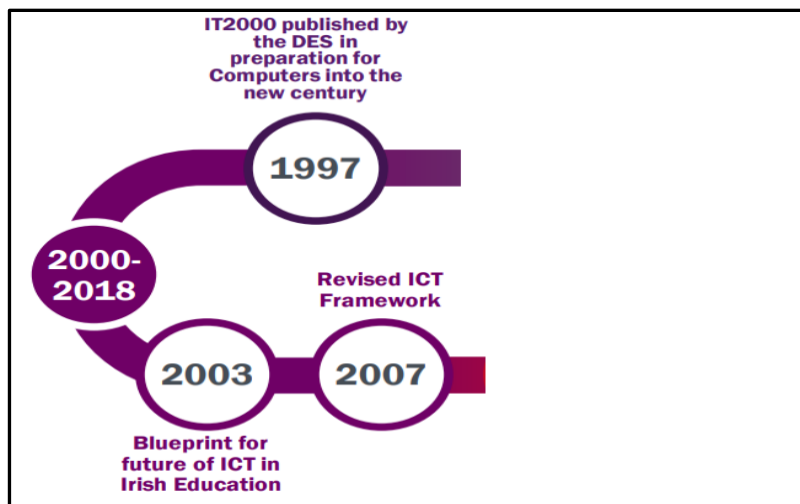 IT2000 published by
the DES in
preparation for
Computers into the
new century
1997
2000-
2018
2003
Blueprint for
future of ICT in
Irish Education
Revised ICT
Framework
2007